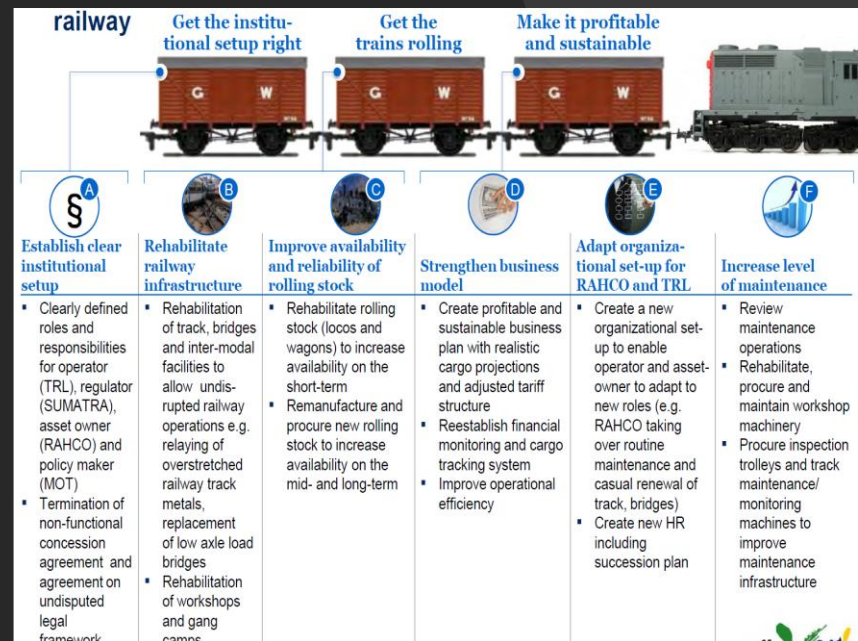 railway
Get the institu-
tional setup right
Get the
trains rolling
Make it profitable
and sustainable
G W
G W
G W
A
B
C
D
E
F
§
Establish clear
institutional
setup
▪ Clearly defined
roles and
responsibilities
for operator
(TRL), regulator
(SUMATRA),
asset owner
(RAHCO) and
policy maker
(MOT)
▪ Termination of
non-functional
concession
agreement and
agreement on
undisputed
legal
framework
Rehabilitate
railway
infrastructure
▪ Rehabilitation
of track, bridges
and inter-modal
facilities to
allow undis-
rupted railway
operations e.g.
relaying of
overstretched
railway track
metals,
replacement
of low axle load
bridges
▪ Rehabilitation
of workshops
and gang
camps
Improve availability
and reliability of
rolling stock
▪ Rehabilitate rolling
stock (locos and
wagons) to increase
availability on the
short-term
▪ Remanufacture and
procure new rolling
stock to increase
availability on the
mid- and long-term
Strengthen business
model
▪ Create profitable and
sustainable business
plan with realistic
cargo projections
and adjusted tariff
structure
▪ Reestablish financial
monitoring and cargo
tracking system
▪ Improve operational
efficiency
Adapt organiza-
tional set-up for
RAHCO and TRL
▪ Create a new
organizational set-
up to enable
operator and asset-
owner to adapt to
new roles (e.g.
RAHCO taking
over routine
maintenance and
casual renewal of
track, bridges)
▪ Create new HR
including
succession plan
Increase level
of maintenance
▪ Review
maintenance
operations
▪ Rehabilitate,
procure and
maintain workshop
machinery
▪ Procure inspection
trolleys and track
maintenance/
monitoring
machines to
improve
maintenance
infrastructure